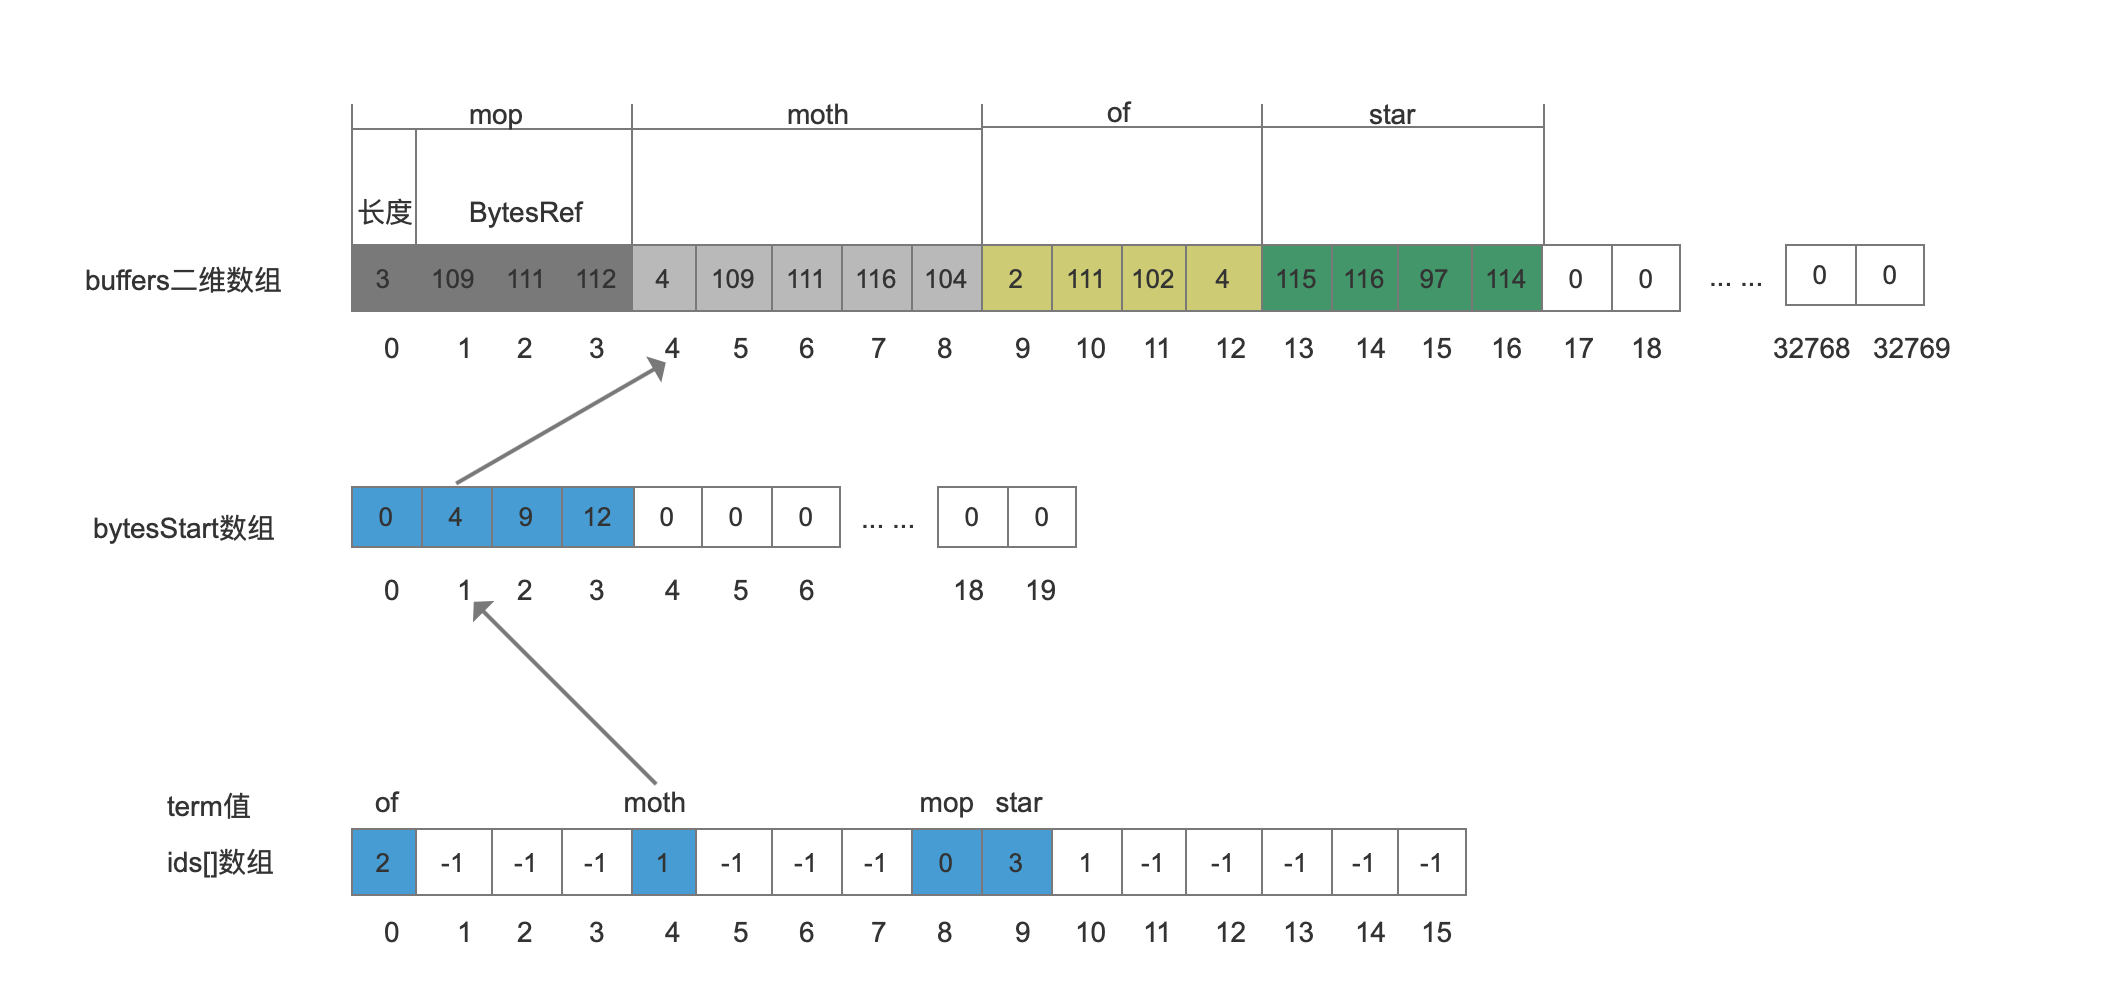 mop moth of star
长度 BytesRef
buffers二维数组 3 109 111 112 4 109 111 116 104 2 111 102 4 115 116 97 114 0 0 ... ... 0 0
0 1 2 3 4 5 6 7 8 9 10 11 12 13 14 15 16 17 18 32768 32769
bytesStart数组 0 4 9 12 0 0 0 ... ... 0 0
0 1 2 3 4 5 6 18 19
term值 of moth mop star
ids[]数组 2 -1 -1 -1 1 -1 -1 -1 0 3 1 -1 -1 -1 -1 -1
0 1 2 3 4 5 6 7 8 9 10 11 12 13 14 15